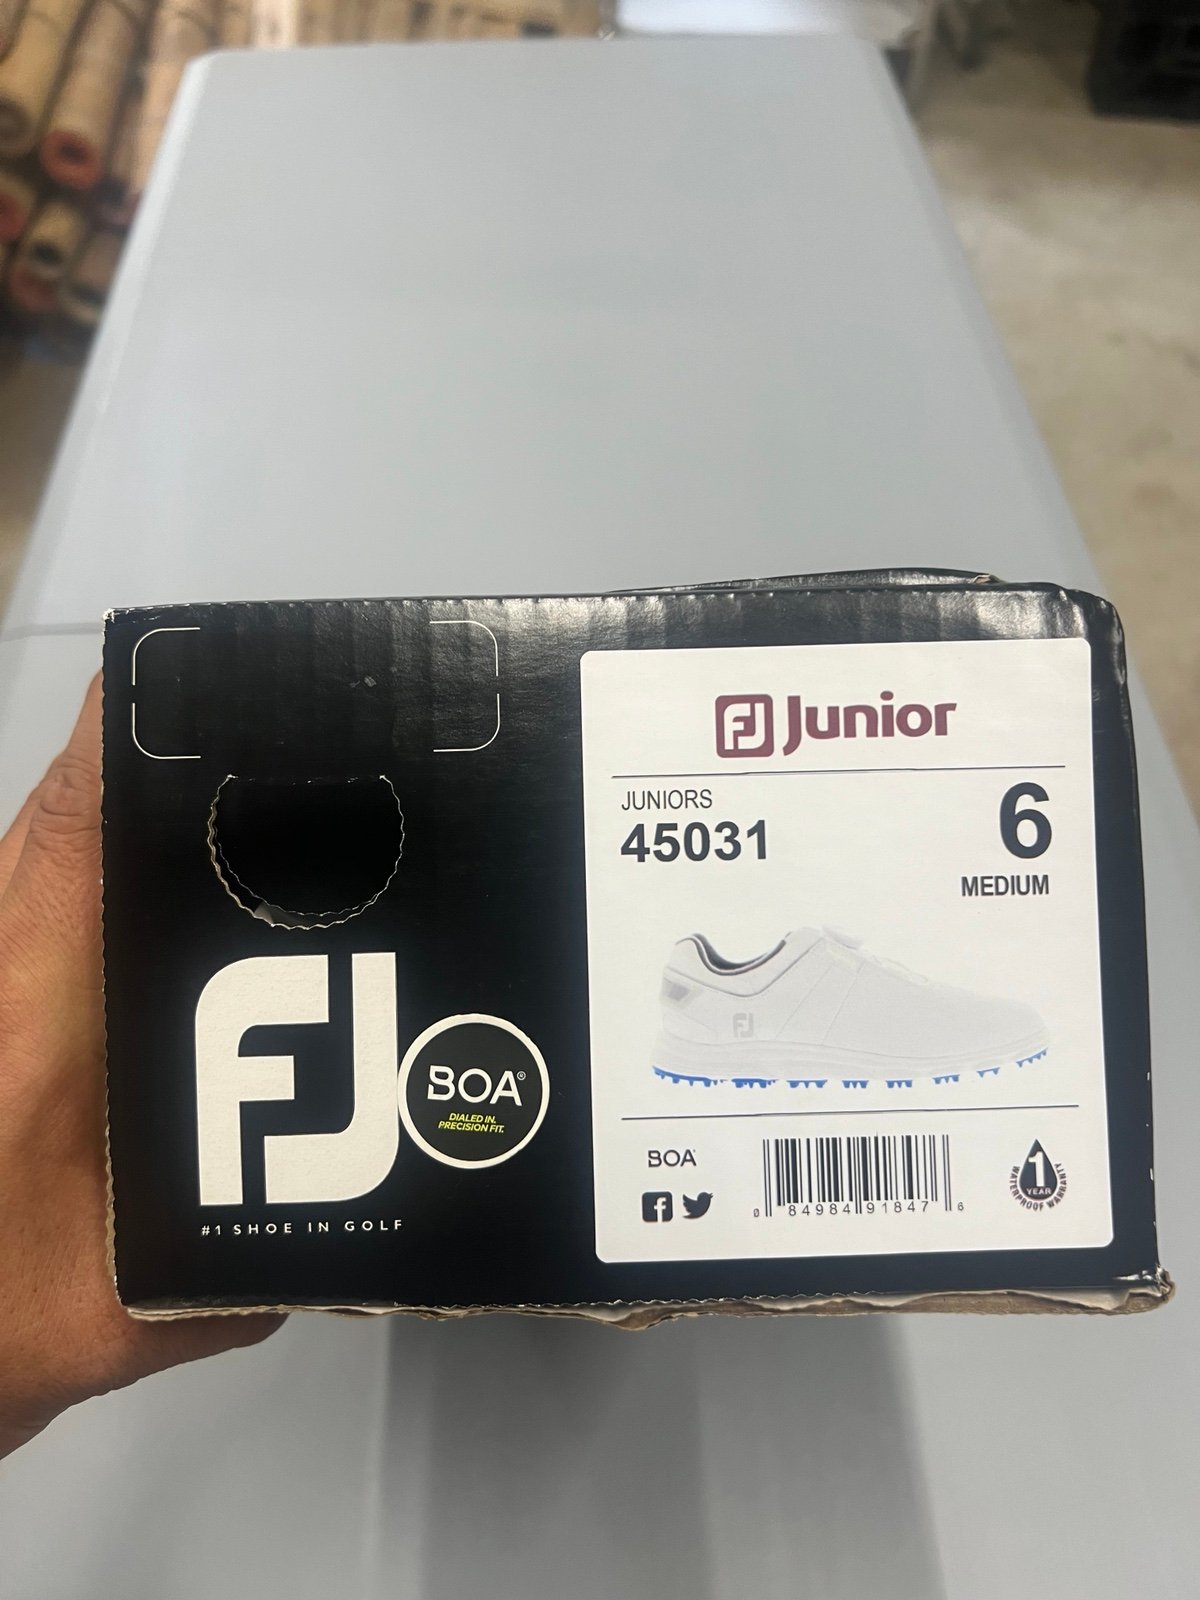 FJ Junior
JUNIORS
45031
6
MEDIUM
FJ
FJ
BOA®
DIALED IN.
PRECISION FIT.
#1 SHOE IN GOLF
BOA
0 84984 91847 6
1
YEAR
WATERPROOF WARRANTY